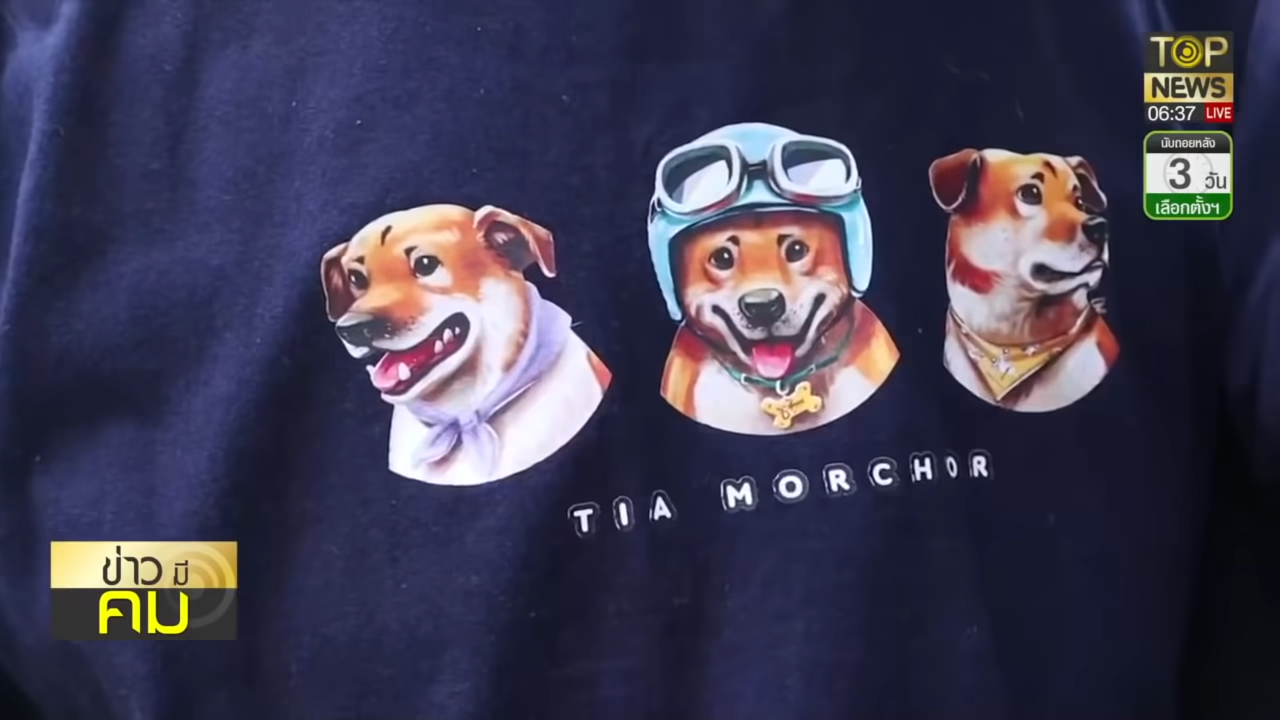 TOP
NEWS
06:37 LIVE
นับถอยหลัง
3 วัน
เลือกตั้งฯ
TIA MORCHOR
ข่าว มี
คม